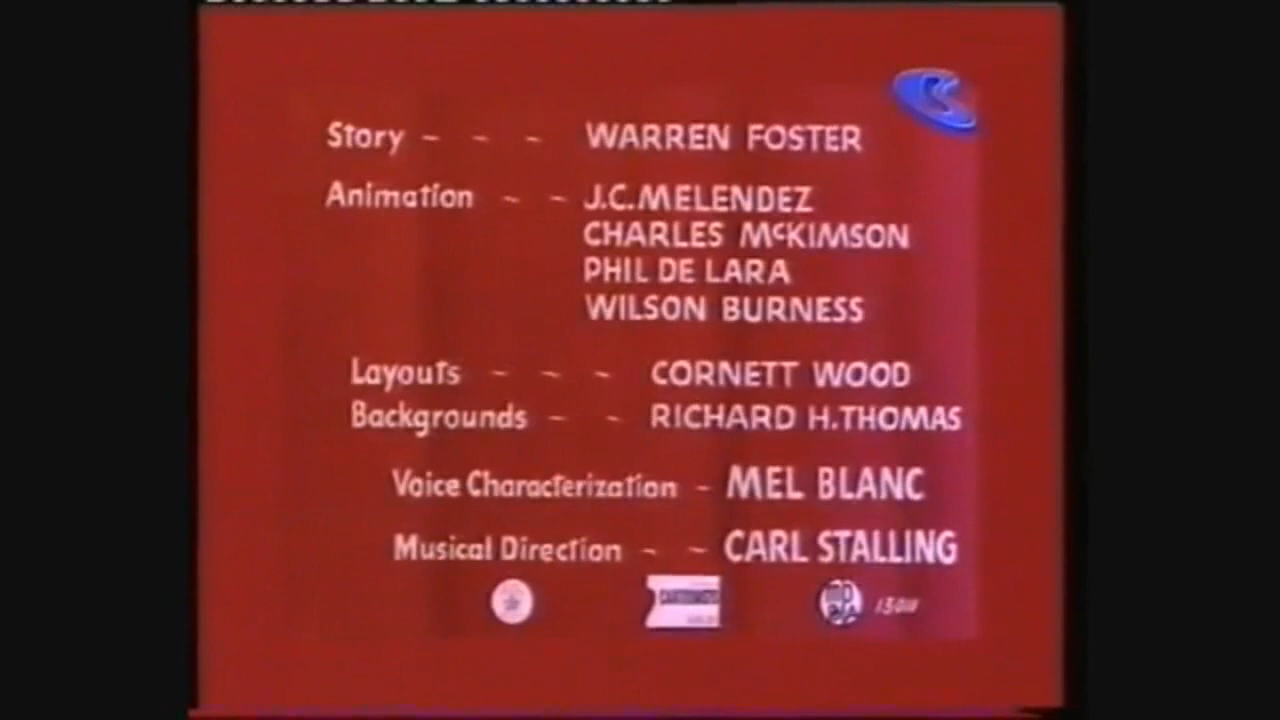 Story - - - WARREN FOSTER
Animation - - J.C.MELENDEZ
CHARLES McKIMSON
PHIL DE LARA
WILSON BURNESS
Layouts - - - CORNETT WOOD
Backgrounds - - RICHARD H.THOMAS
Voice Characterization - MEL BLANC
Musical Direction - - CARL STALLING